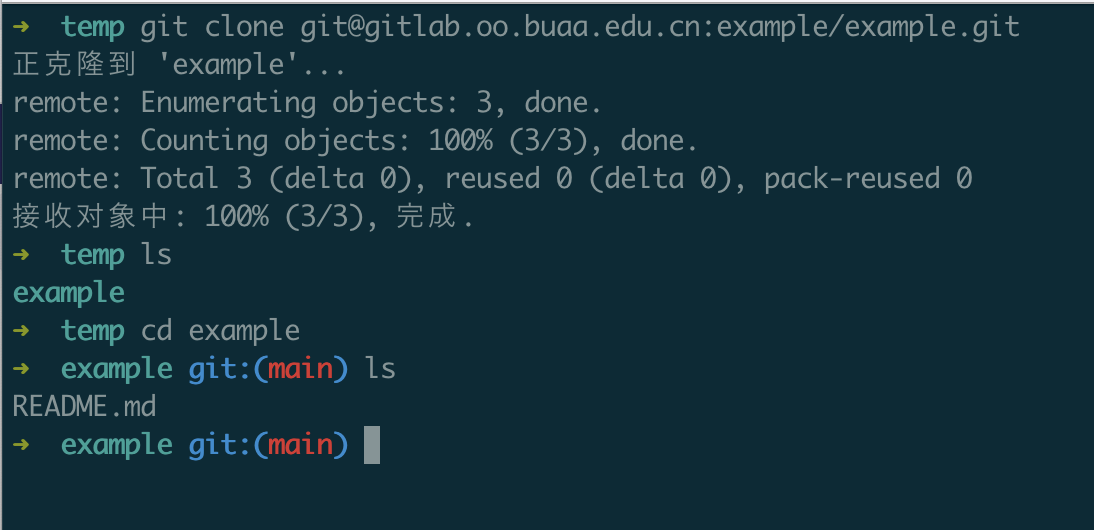 ➜  temp git clone git@gitlab.oo.buaa.edu.cn:example/example.git
正克隆到 'example'...
remote: Enumerating objects: 3, done.
remote: Counting objects: 100% (3/3), done.
remote: Total 3 (delta 0), reused 0 (delta 0), pack-reused 0
接收对象中: 100% (3/3), 完成.
➜  temp ls
example
➜  temp cd example
➜  example git:(main) ls
README.md
➜  example git:(main)